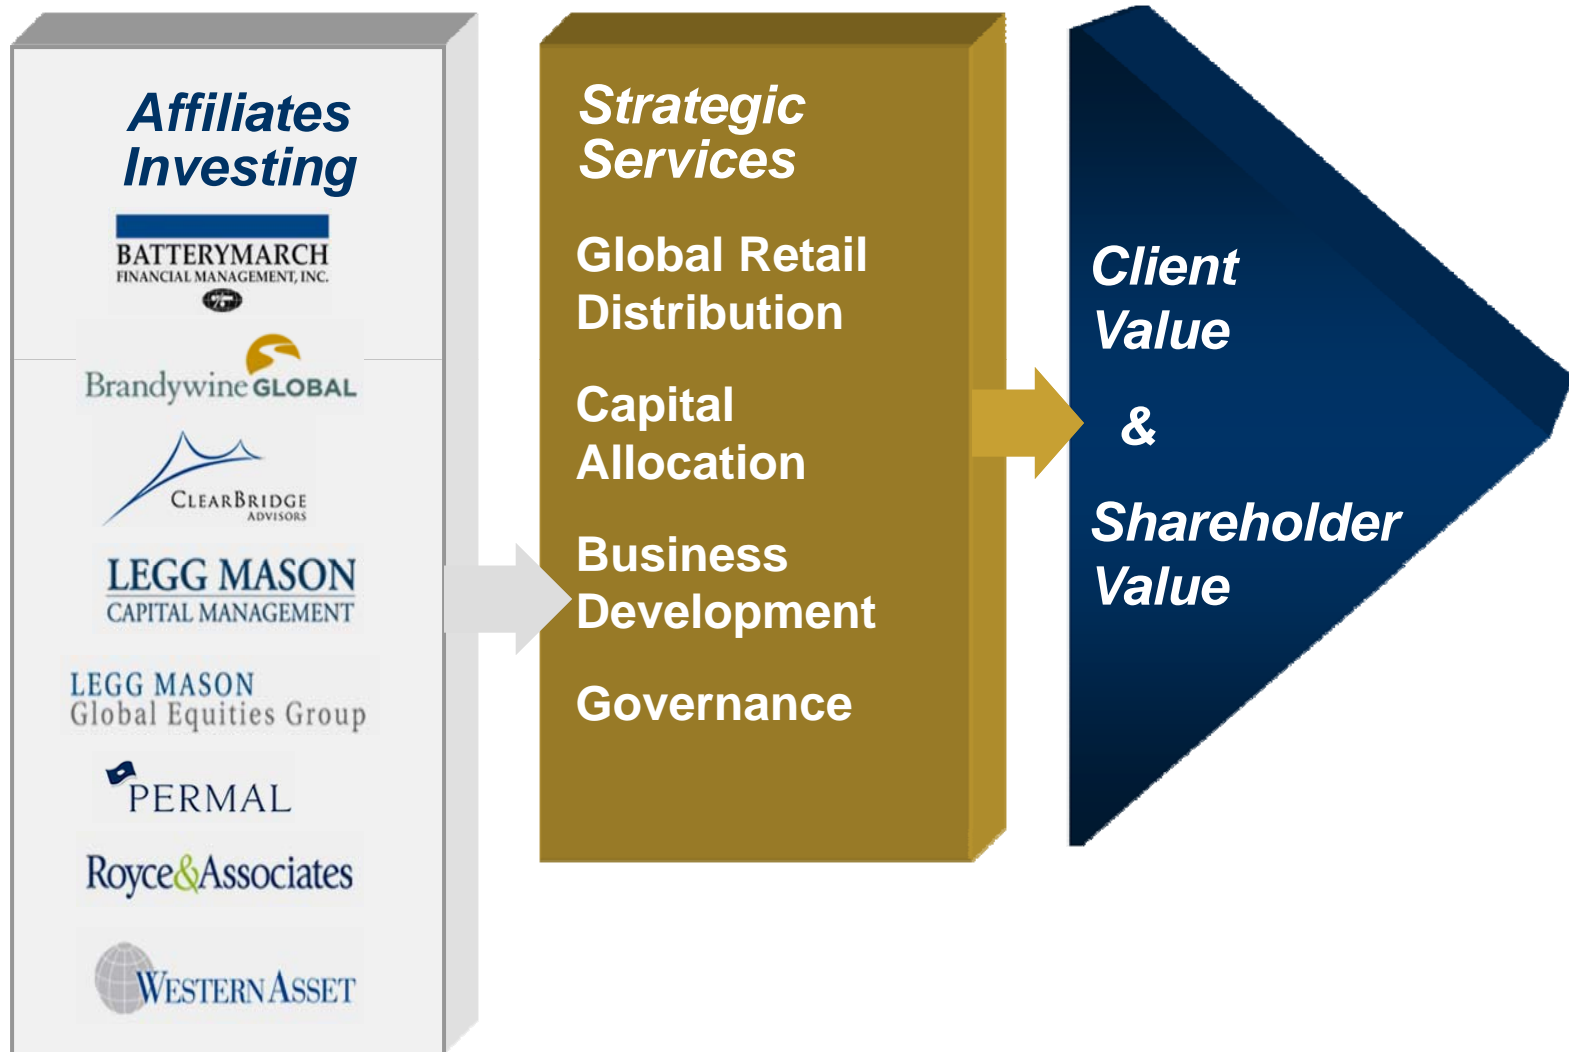 Affiliates
Investing
BATTERYMARCH
FINANCIAL MANAGEMENT, INC.
Brandywine GLOBAL
CLEARBRIDGE
ADVISORS
LEGG MASON
CAPITAL MANAGEMENT
LEGG MASON
Global Equities Group
PERMAL
Royce&Associates
WESTERN ASSET
Strategic
Services
Global Retail
Distribution
Capital
Allocation
Business
Development
Governance
Client
Value
&
Shareholder
Value